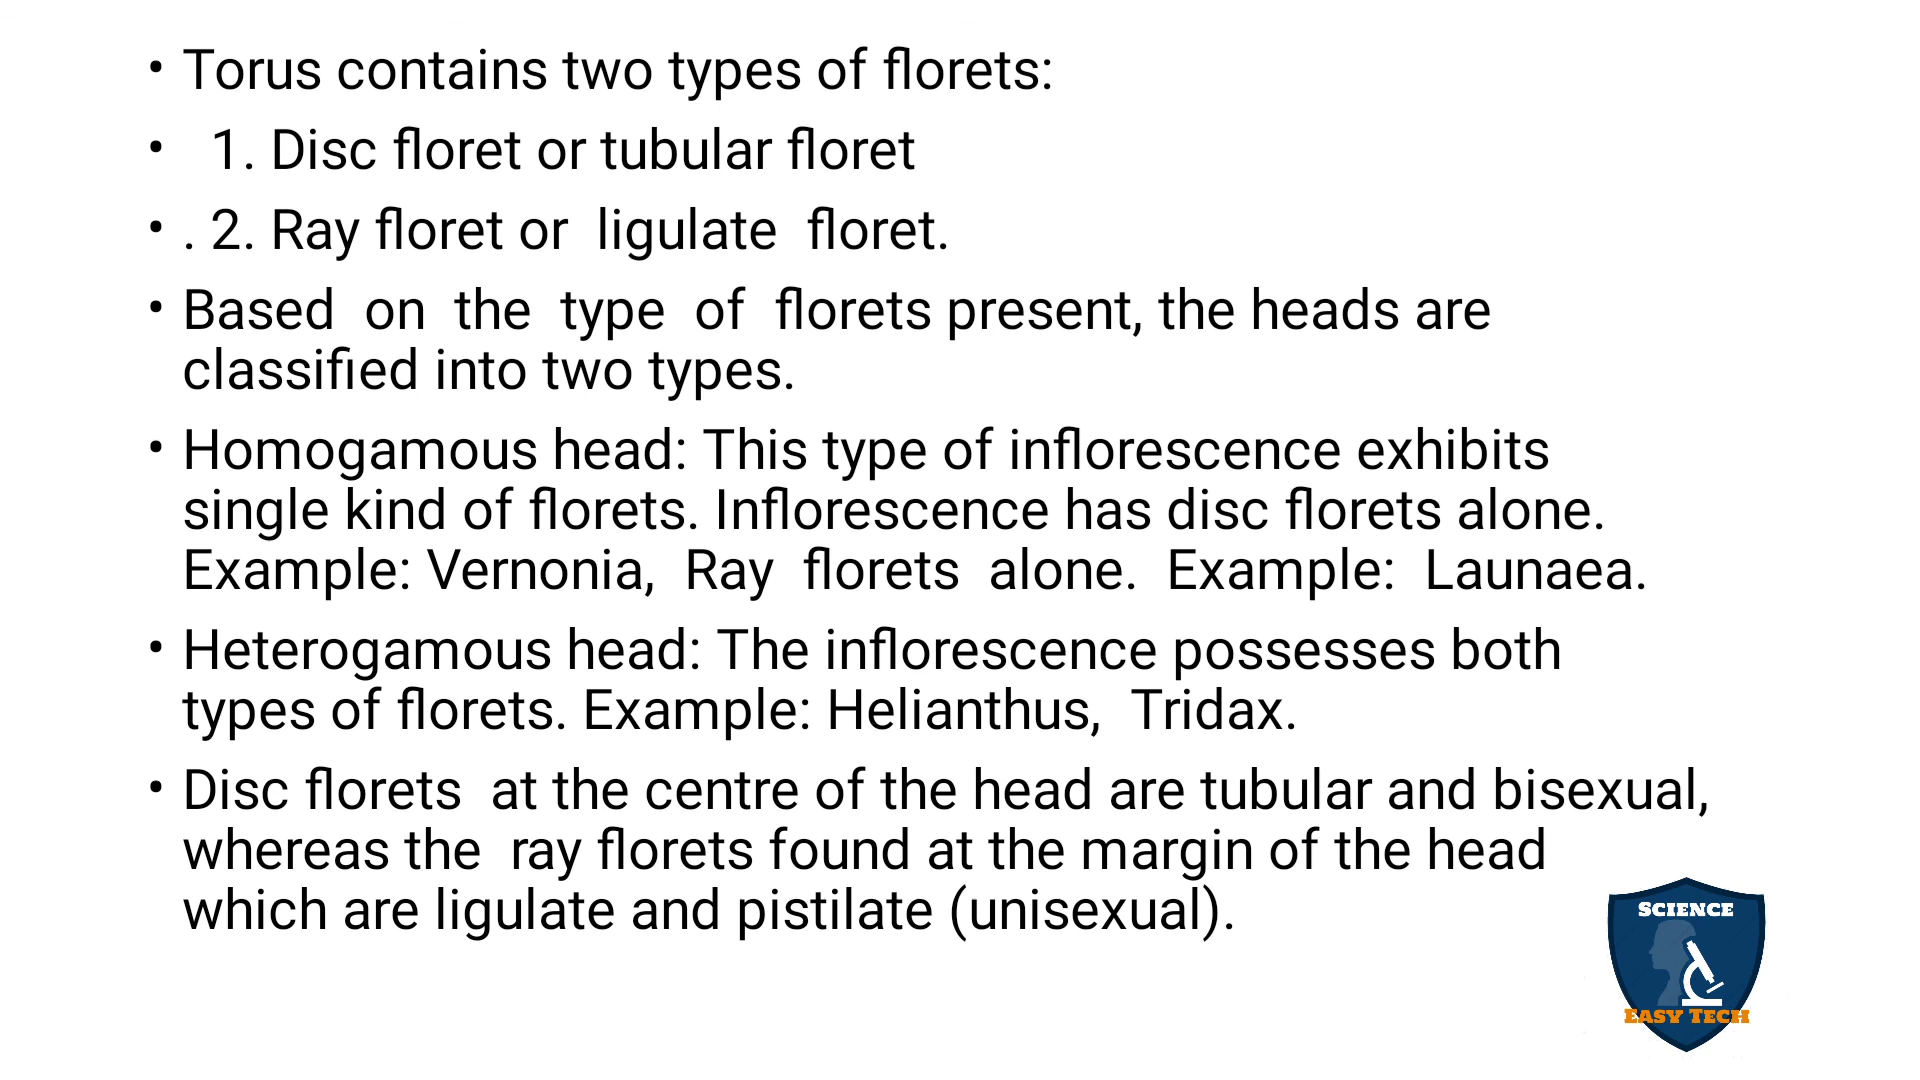 • Torus contains two types of florets:
•  1. Disc floret or tubular floret
• . 2. Ray floret or  ligulate  floret.
• Based  on  the  type  of  florets present, the heads are
classified into two types.
• Homogamous head: This type of inflorescence exhibits
single kind of florets. Inflorescence has disc florets alone.
Example: Vernonia,  Ray  florets  alone.  Example:  Launaea.
• Heterogamous head: The inflorescence possesses both
types of florets. Example: Helianthus,  Tridax.
• Disc florets  at the centre of the head are tubular and bisexual,
whereas the  ray florets found at the margin of the head
which are ligulate and pistilate (unisexual).
SCIENCE
EASY TECH